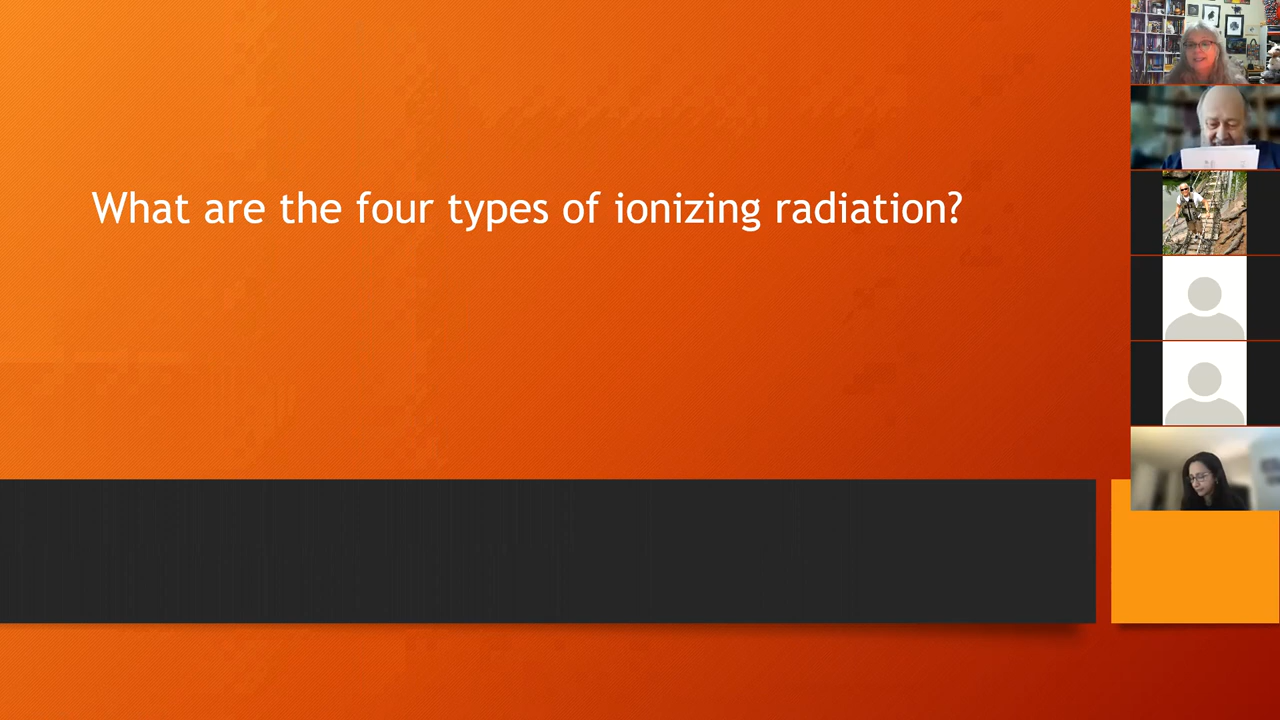 What are the four types of ionizing radiation?